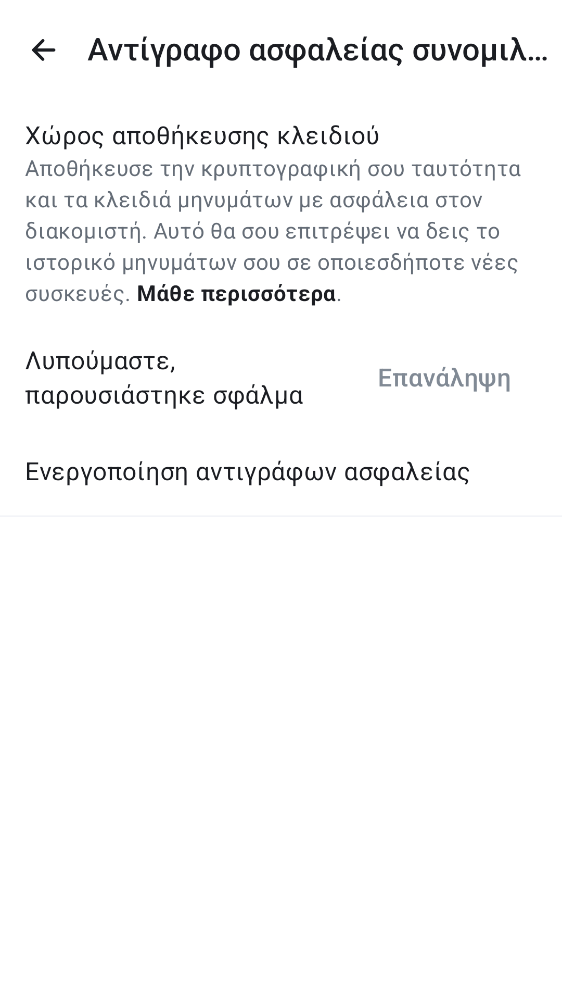 Αντίγραφο ασφαλείας συνομιλ...
Χώρος αποθήκευσης κλειδιού
Αποθήκευσε την κρυπτογραφική σου ταυτότητα
και τα κλειδιά μηνυμάτων με ασφάλεια στον
διακομιστή. Αυτό θα σου επιτρέψει να δεις το
ιστορικό μηνυμάτων σου σε οποιεσδήποτε νέες
συσκευές. Μάθε περισσότερα.
Λυπούμαστε,
παρουσιάστηκε σφάλμα
Επανάληψη
Ενεργοποίηση αντιγράφων ασφαλείας